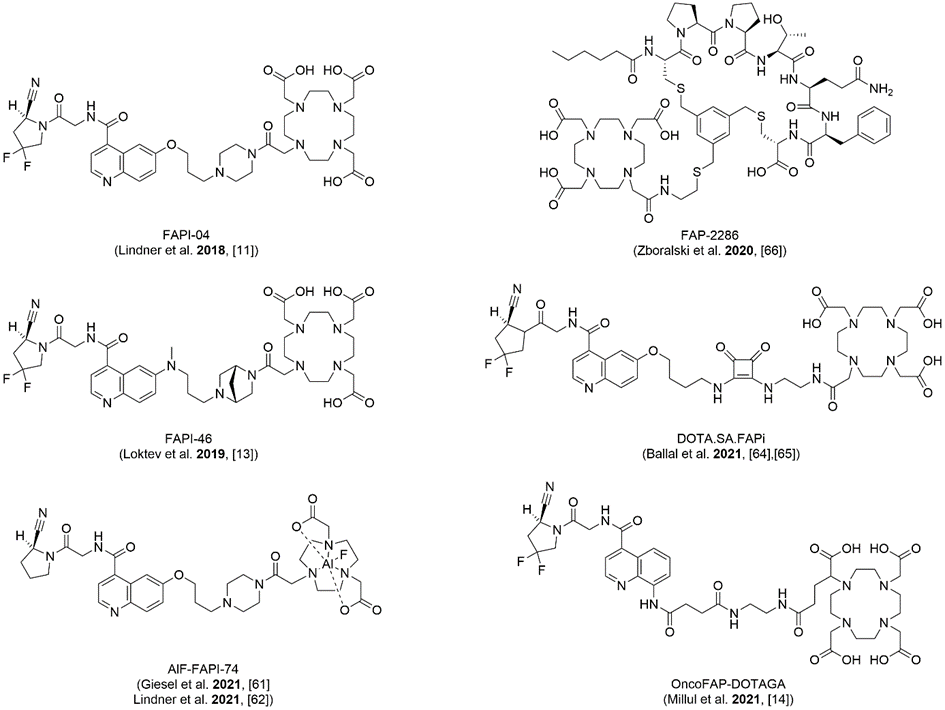 FAPI-04
(Lindner et al. 2018, [11])
FAP-2286
(Zboralski et al. 2020, [66])
FAPI-46
(Loktev et al. 2019, [13])
DOTA.SA.FAPi
(Ballal et al. 2021, [64],[65])
AlF-FAPI-74
(Giesel et al. 2021, [61]
Lindner et al. 2021, [62])
OncoFAP-DOTAGA
(Millul et al. 2021, [14])